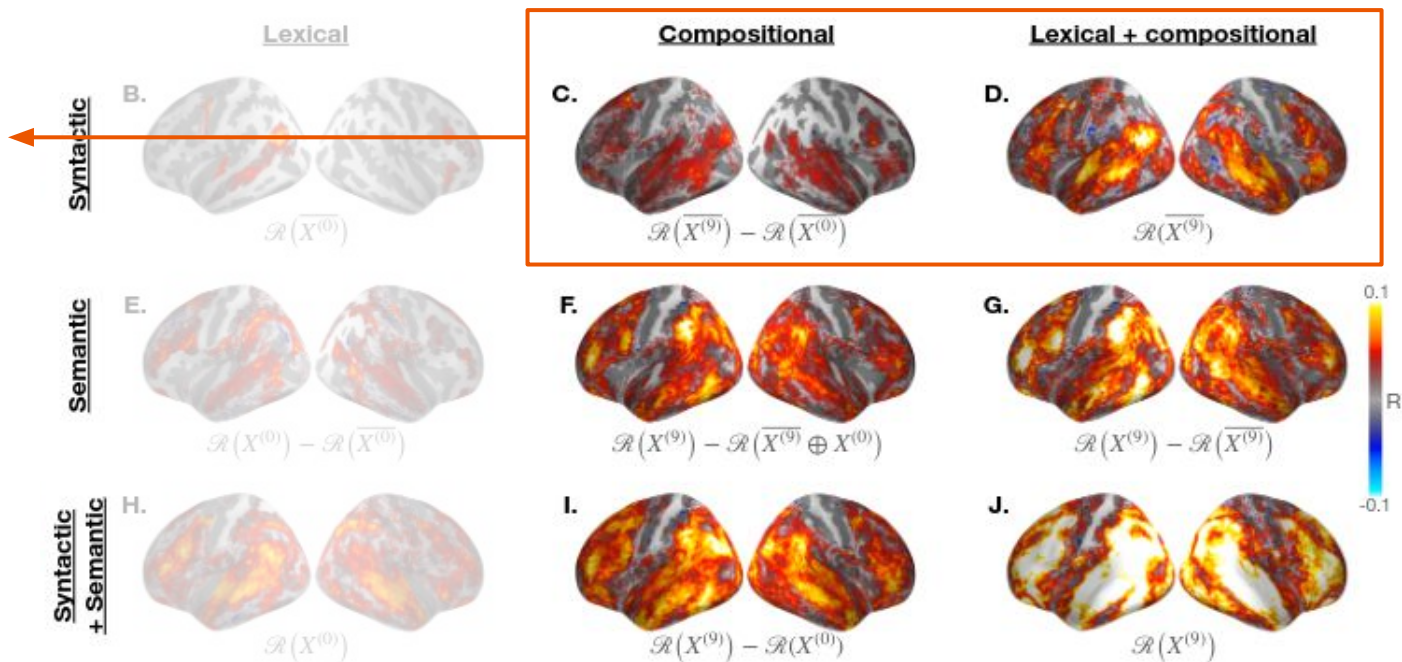 Lexical Compositional Lexical + compositional
Syntactic
B. C. D.
ℛ(X̅⁽⁰⁾) ℛ(X̅⁽⁹⁾) − ℛ(X̅⁽⁰⁾) ℛ(X̅⁽⁹⁾)
Semantic
E. F. G.
0.1
R
-0.1
ℛ(X⁽⁰⁾) − ℛ(X̅⁽⁰⁾) ℛ(X⁽⁹⁾) − ℛ(X̅⁽⁹⁾ ⊕ X⁽⁰⁾) ℛ(X⁽⁹⁾) − ℛ(X̅⁽⁹⁾)
Syntactic
+ Semantic
H. I. J.
ℛ(X⁽⁰⁾) ℛ(X⁽⁹⁾) − ℛ(X⁽⁰⁾) ℛ(X⁽⁹⁾)